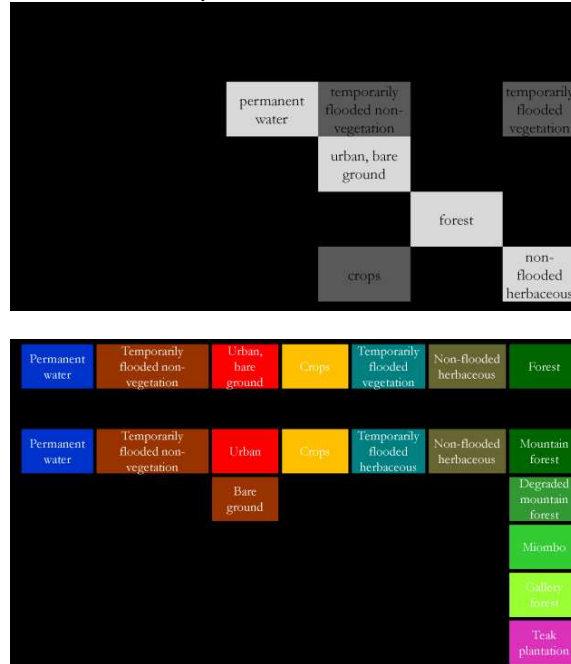 permanent
water
temporarily
flooded non-
vegetation
temporarily
flooded
vegetation
urban, bare
ground
forest
crops
non-
flooded
herbaceous
Permanent
water
Temporarily
flooded non-
vegetation
Urban,
bare
ground
Crops
Temporarily
flooded
vegetation
Non-flooded
herbaceous
Forest
Permanent
water
Temporarily
flooded non-
vegetation
Urban
Crops
Temporarily
flooded
herbaceous
Non-flooded
herbaceous
Mountain
forest
Bare
ground
Degraded
mountain
forest
Miombo
Gallery
forest
Teak
plantation